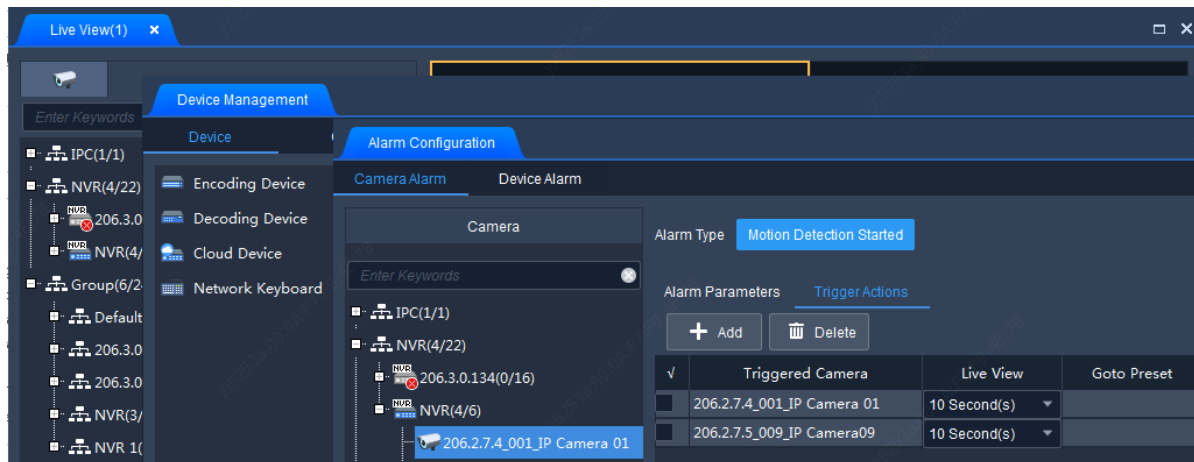 Live View(1)
Enter Keywords
IPC(1/1)
NVR(4/22)
NVR
206.3.0
NVR
NVR(4/
Group(6/2
Default
206.3.0
206.3.0
NVR(3/
NVR 1(
Device Management
Device
Encoding Device
Decoding Device
Cloud Device
Network Keyboard
Alarm Configuration
Camera Alarm Device Alarm
Camera
Enter Keywords
IPC(1/1)
NVR(4/22)
NVR
206.3.0.134(0/16)
NVR
NVR(4/6)
206.2.7.4_001_IP Camera 01
Alarm Type Motion Detection Started
Alarm Parameters Trigger Actions
Add Delete
√ Triggered Camera Live View Goto Preset
206.2.7.4_001_IP Camera 01 10 Second(s)
206.2.7.5_009_IP Camera09 10 Second(s)